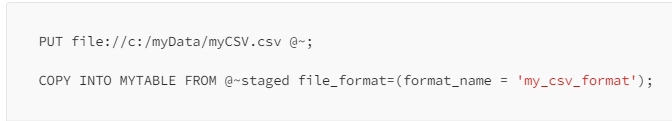 PUT file://c:/myData/myCSV.csv @~;
COPY INTO MYTABLE FROM @~staged file_format=(format_name = 'my_csv_format');